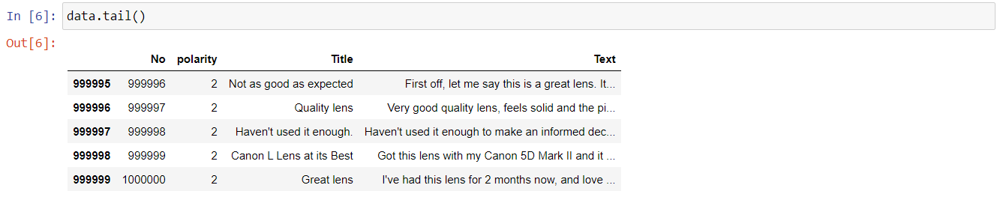 In [6]: data.tail()
Out[6]:
No polarity Title Text
999995 999996 2 Not as good as expected First off, let me say this is a great lens. It...
999996 999997 2 Quality lens Very good quality lens, feels solid and the pi...
999997 999998 2 Haven't used it enough. Haven't used it enough to make an informed dec...
999998 999999 2 Canon L Lens at its Best Got this lens with my Canon 5D Mark II and it ...
999999 1000000 2 Great lens I've had this lens for 2 months now, and love ...